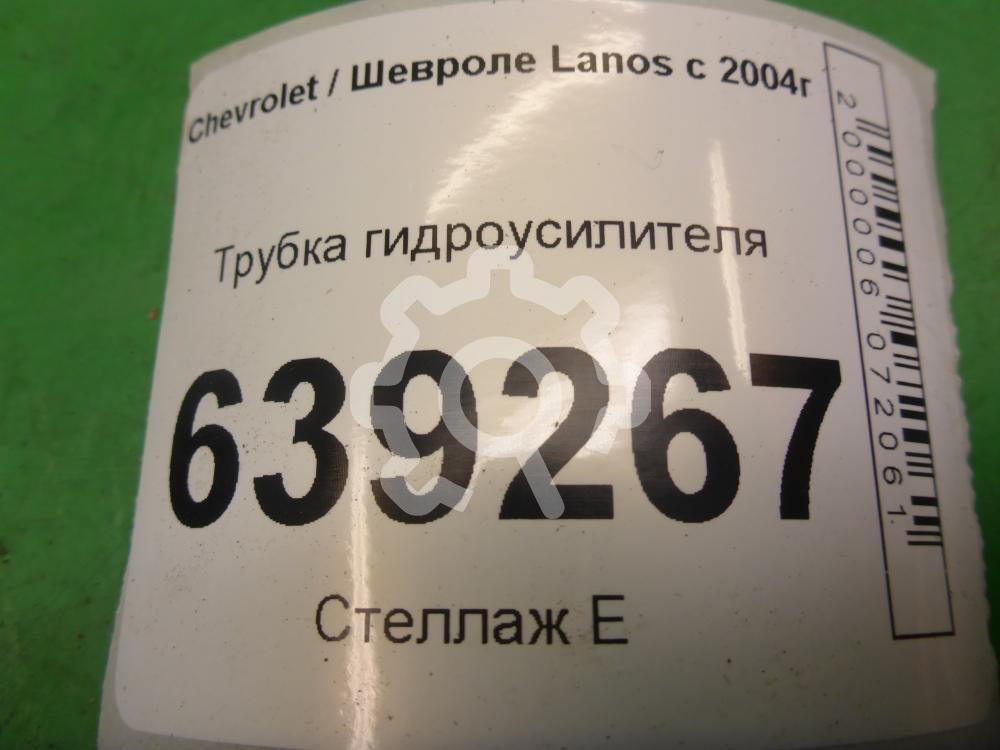 Chevrolet / Шевроле Lanos с 2004г
Трубка гидроусилителя
639267
Стеллаж Е
2000006072061